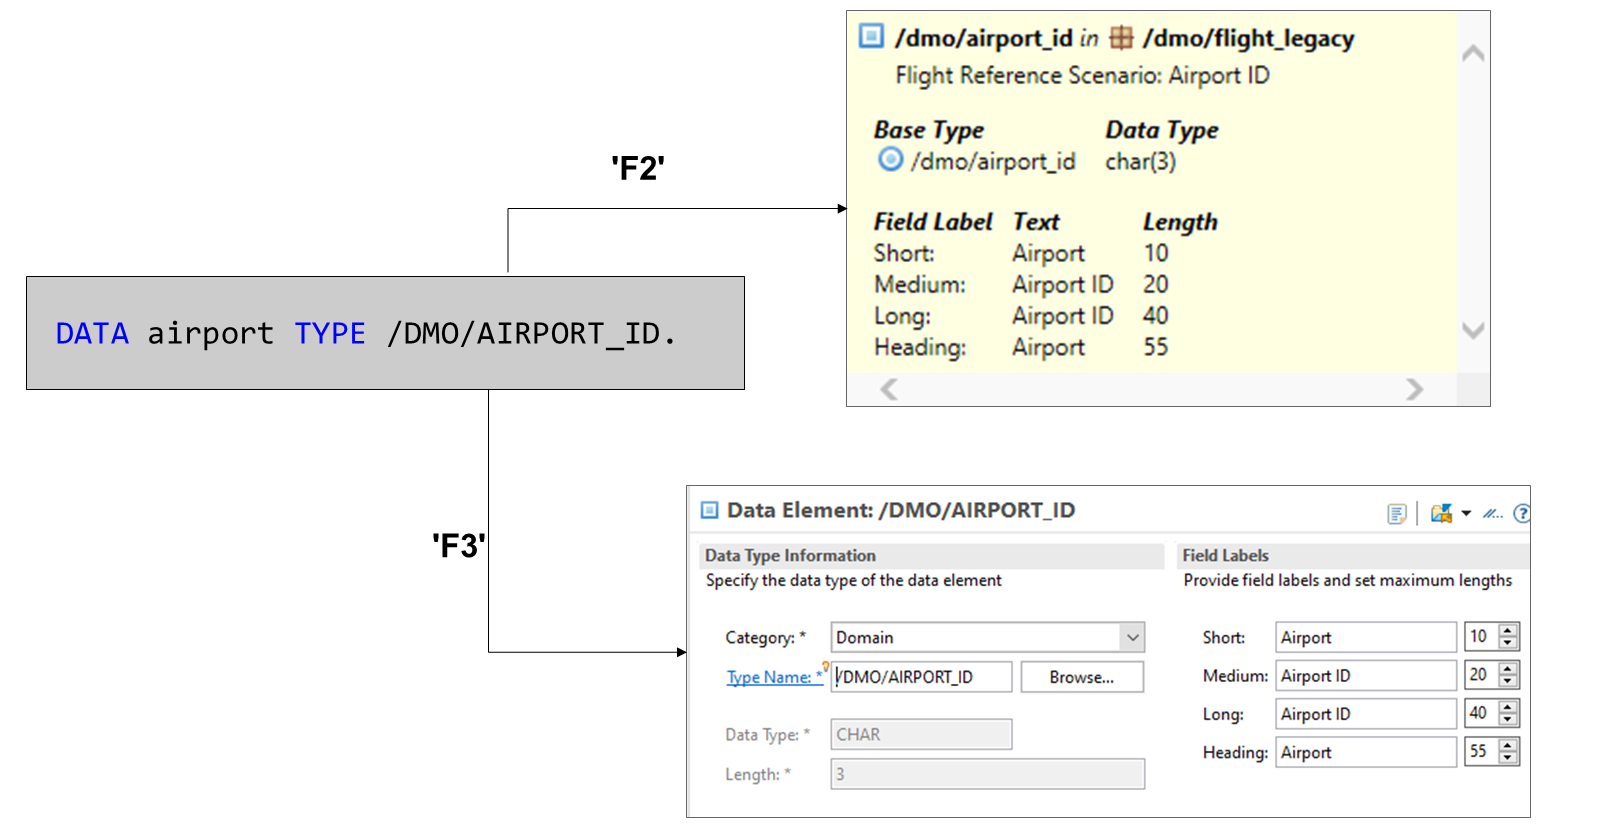 /dmo/airport_id in /dmo/flight_legacy
Flight Reference Scenario: Airport ID
Base Type Data Type
/dmo/airport_id char(3)
Field Label Text Length
Short: Airport 10
Medium: Airport ID 20
Long: Airport ID 40
Heading: Airport 55
'F2'
DATA airport TYPE /DMO/AIRPORT_ID.
'F3'
Data Element: /DMO/AIRPORT_ID
Data Type Information
Specify the data type of the data element
Category: * Domain
Type Name: * /DMO/AIRPORT_ID Browse...
Data Type: * CHAR
Length: * 3
Field Labels
Provide field labels and set maximum lengths
Short: Airport 10
Medium: Airport ID 20
Long: Airport ID 40
Heading: Airport 55